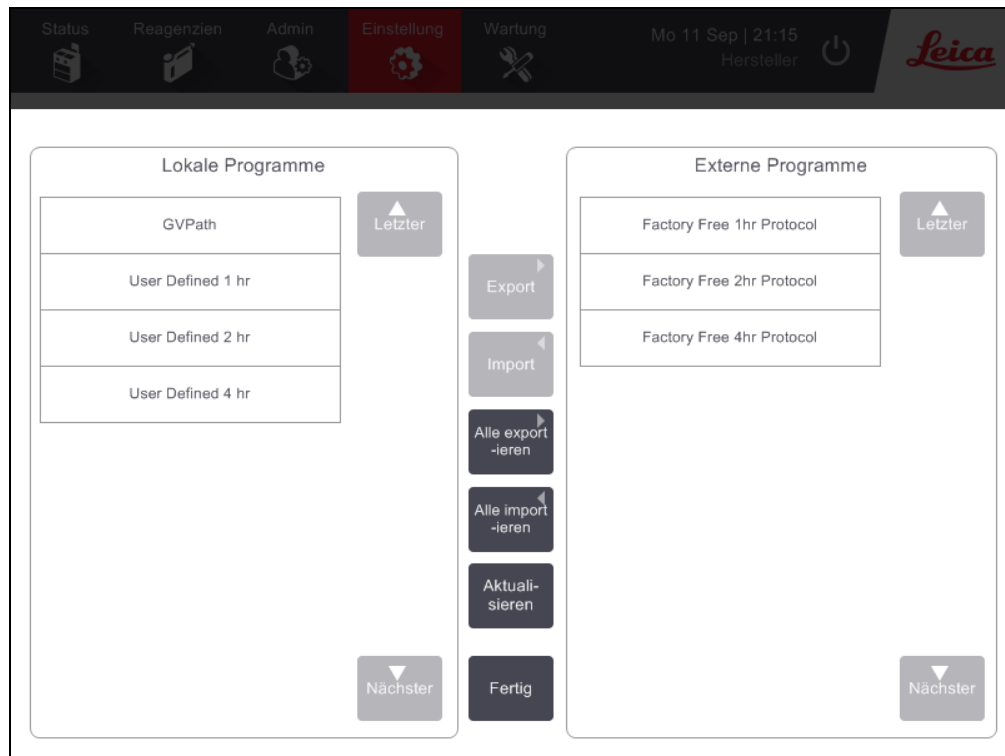 Status Reagenzien Admin Einstellung Wartung
Mo 11 Sep | 21:15
Hersteller
Leica
Lokale Programme
GVPath
User Defined 1 hr
User Defined 2 hr
User Defined 4 hr
Letzter
Nächster
Export
Import
Alle export
-ieren
Alle import
-ieren
Aktuali-
sieren
Fertig
Externe Programme
Factory Free 1hr Protocol
Factory Free 2hr Protocol
Factory Free 4hr Protocol
Letzter
Nächster